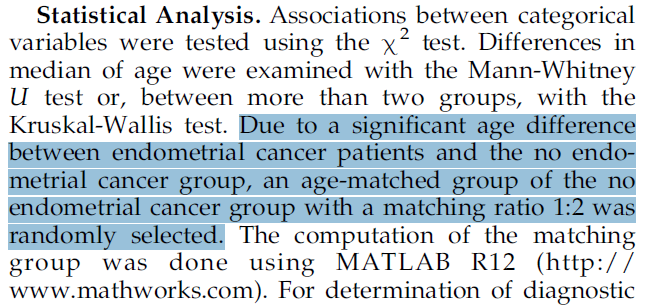 Statistical Analysis. Associations between categorical
variables were tested using the χ² test. Differences in
median of age were examined with the Mann-Whitney
U test or, between more than two groups, with the
Kruskal-Wallis test. Due to a significant age difference
between endometrial cancer patients and the no endo-
metrial cancer group, an age-matched group of the no
endometrial cancer group with a matching ratio 1:2 was
randomly selected. The computation of the matching
group was done using MATLAB R12 (http://
www.mathworks.com). For determination of diagnostic